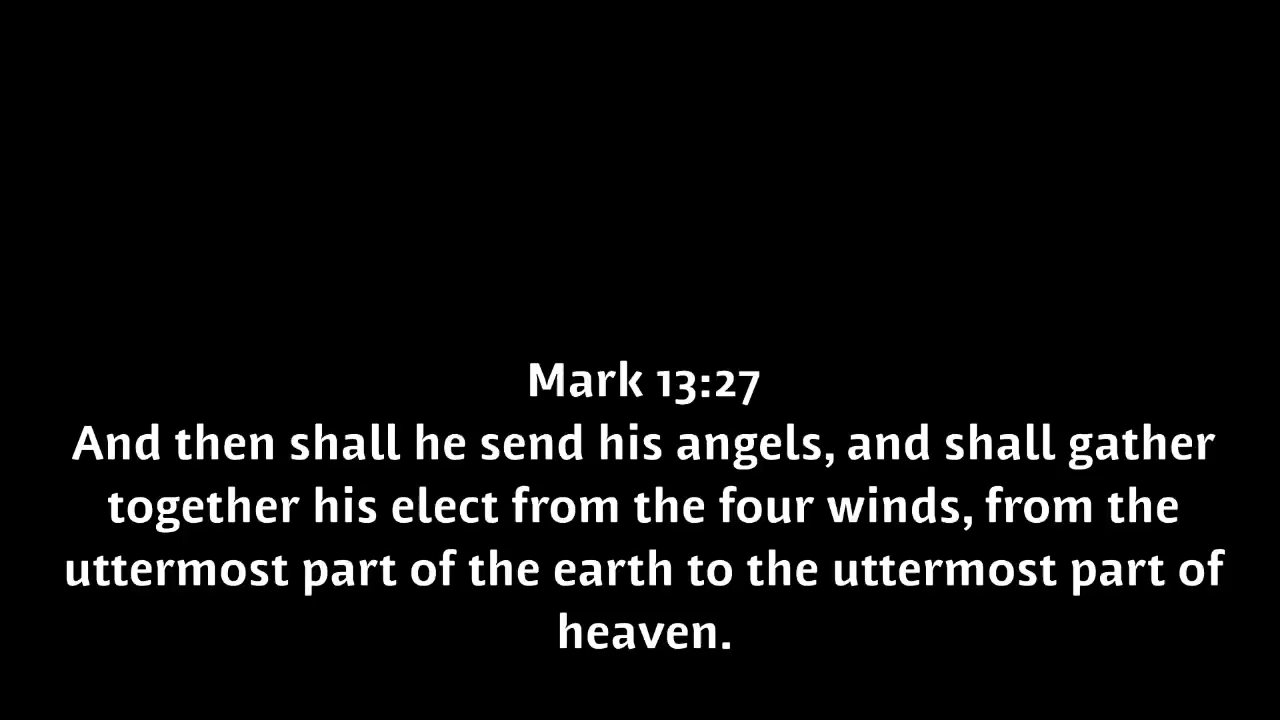 Mark 13:27
And then shall he send his angels, and shall gather
together his elect from the four winds, from the
uttermost part of the earth to the uttermost part of
heaven.